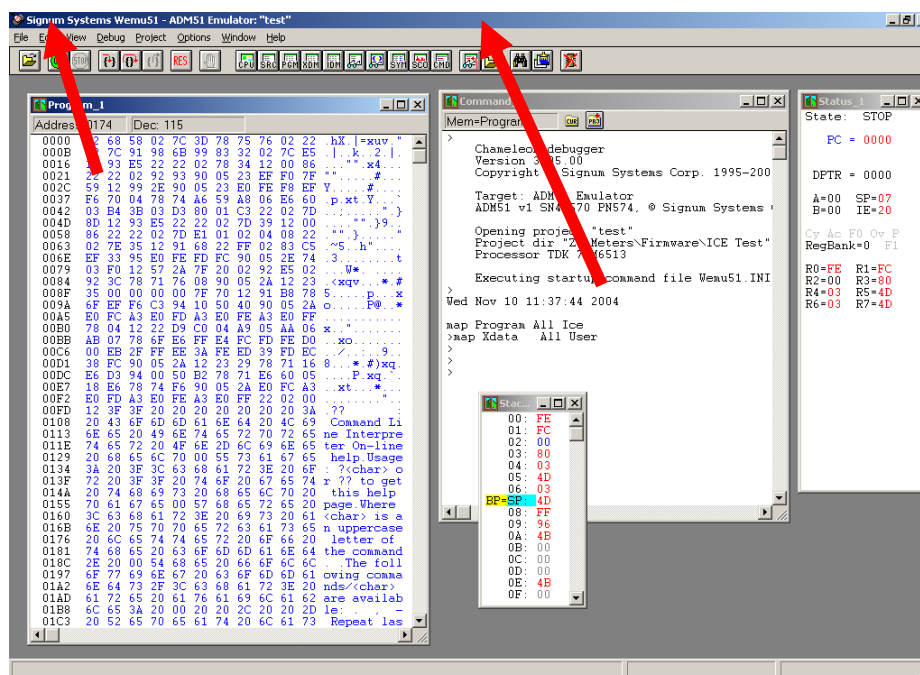 Signum Systems Wemu51 - ADM51 Emulator: "test"
File View Debug Project Options Window Help
STOP RES CPU SRC PGM XDM IDM SYM SCO CMD
Program_1
Address: 0174 Dec: 115
0000 68 58 02 7C 3D 78 75 76 02 22 .hX.|=xuv."
000B 7C 91 98 6B 99 83 32 02 7C E5 .|..k..2.|.
0016 93 E5 22 22 02 78 34 12 00 86 ..."".x4...
0021 22 02 02 92 93 90 05 23 EF F0 7F
002C 59 12 99 2E 90 05 23 E0 FE F8 EF Y.....#....
0037 F6 70 04 78 74 A6 59 A8 06 E6 60 .p.xt.Y...`
0042 03 B4 3B 03 D3 80 01 C3 22 02 7D
004D 8D 12 93 E5 22 22 02 7D 39 12 00
0058 86 22 22 02 7D E1 01 02 04 08 22
0063 02 7E 35 12 91 68 22 FF 02 83 C5 .~5..h"....
006E EF 33 95 E0 FE FD FC 90 05 2E 74 .3........t
0079 03 F0 12 57 2A 7F 20 02 92 E5 02
0084 92 3C 78 71 76 08 90 05 2A 12 23 .<xqv...*.#
008F 35 00 00 00 00 7F 70 12 91 B8 78 5.....p...x
009A 6F EF F6 C3 94 10 50 40 90 05 2A o.....P@..*
00A5 E0 FC A3 E0 FD A3 E0 FE A3 E0 FF
00B0 78 04 12 22 D9 C0 04 A9 05 AA 06 x..".......
00BB AB 07 78 6F E6 FF E4 FC FD FE D0 ..xo.......
00C6 00 EB 2F FF EE 3A FE ED 39 FD EC ../..:..9..
00D1 38 FC 90 05 2A 12 23 29 78 71 16 8...*.#)xq.
00DC E6 D3 94 00 50 B2 78 71 E6 60 05 ....P.xq.`.
00E7 18 E6 78 74 F6 90 05 2A E0 FC A3 ..xt...*...
00F2 E0 FD A3 E0 FE A3 E0 FF 22 02 00
00FD 12 3F 3F 20 20 20 20 20 20 20 3A .?? :
0108 20 43 6F 6D 6D 61 6E 64 20 4C 69 Command Li
0113 6E 65 20 49 6E 74 65 72 70 72 65 ne Interpre
011E 74 65 72 20 4F 6E 2D 6C 69 6E 65 ter On-line
0129 20 68 65 6C 70 00 55 73 61 67 65 help.Usage
0134 3A 20 3F 3C 63 68 61 72 3E 20 6F : ?<char> o
013F 72 20 3F 3F 20 74 6F 20 67 65 74 r ?? to get
014A 20 74 68 69 73 20 68 65 6C 70 20 this help
0155 70 61 67 65 00 57 68 65 72 65 20 page.Where
0160 3C 63 68 61 72 3E 20 69 73 20 61 <char> is a
016B 6E 20 75 70 70 65 72 63 61 73 65 n uppercase
0176 20 6C 65 74 74 65 72 20 6F 66 20 letter of
0181 74 68 65 20 63 6F 6D 6D 61 6E 64 the command
018C 2E 20 00 54 68 65 20 66 6F 6C 6C . .The foll
0197 6F 77 69 6E 67 20 63 6F 6D 6D 61 owing comma
01A2 6E 64 73 2F 3C 63 68 61 72 3E 20 nds/<char>
01AD 61 72 65 20 61 76 61 69 6C 61 62 are availab
01B8 6C 65 3A 20 00 20 20 2C 20 20 2D le: . , -
01C3 20 52 65 70 65 61 74 20 6C 61 73 Repeat las
Command
Mem=Program CUR PRJ
>
Chameleon debugger
Version
Copyright Signum Systems Corp. 1995-200
Target: Emulator
ADM51 v1 PN574, © Signum Systems
Opening project "test"
Project dir Meters\Firmware\ICE Test"
Processor TDK
Executing startup command file Wemu51.INI
>
Wed Nov 10 11:37:44 2004
map Program All Ice
>map Xdata All User
>
>
>
Stac...
00: FE
01: FC
02: 00
03: 80
04: 03
05: 4D
06: 03
BP=SP: 4D
08: FF
09: 96
0A: 4B
0B: 00
0C: 00
0D: 00
0E: 4B
0F: 00
Status_1
State: STOP
PC = 0000
DPTR = 0000
A=00 SP=07
B=00 IE=20
Cy Ac F0 Ov P
RegBank=0 F1
R0=FE R1=FC
R2=00 R3=80
R4=03 R5=4D
R6=03 R7=4D